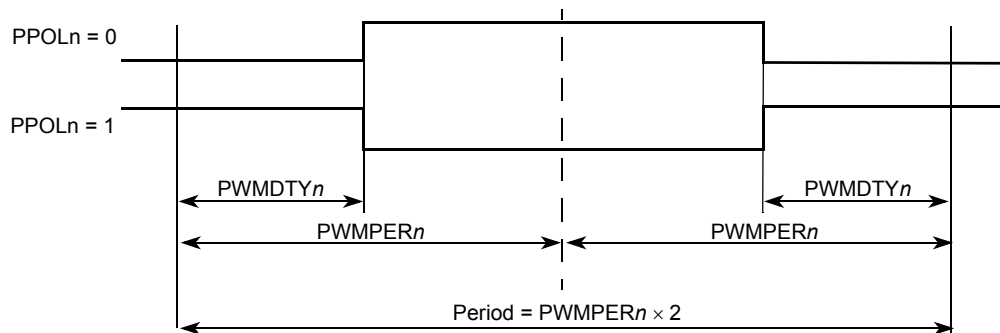 PPOLn = 0
PPOLn = 1
PWMDTYn
PWMDTYn
PWMPERn
PWMPERn
Period = PWMPERn × 2